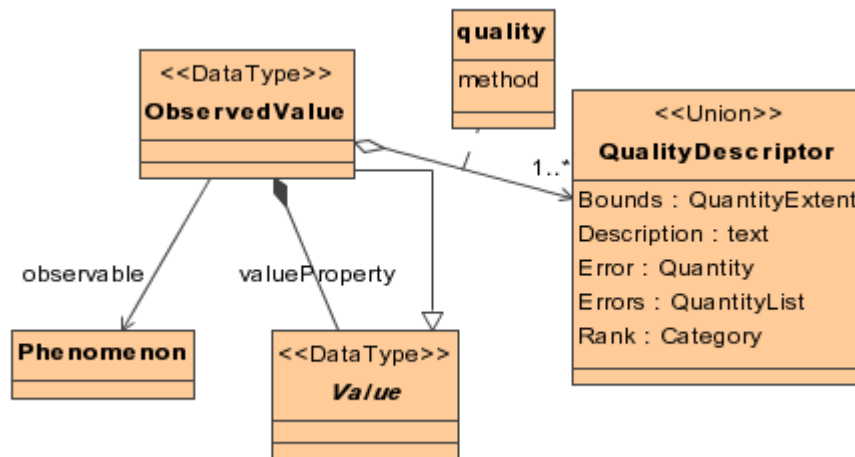 quality
method
<<DataType>>
ObservedValue
<<Union>>
QualityDescriptor
1..*
Bounds : QuantityExtent
Description : text
Error : Quantity
Errors : QuantityList
Rank : Category
observable
valueProperty
Phenomenon
<<DataType>>
Value